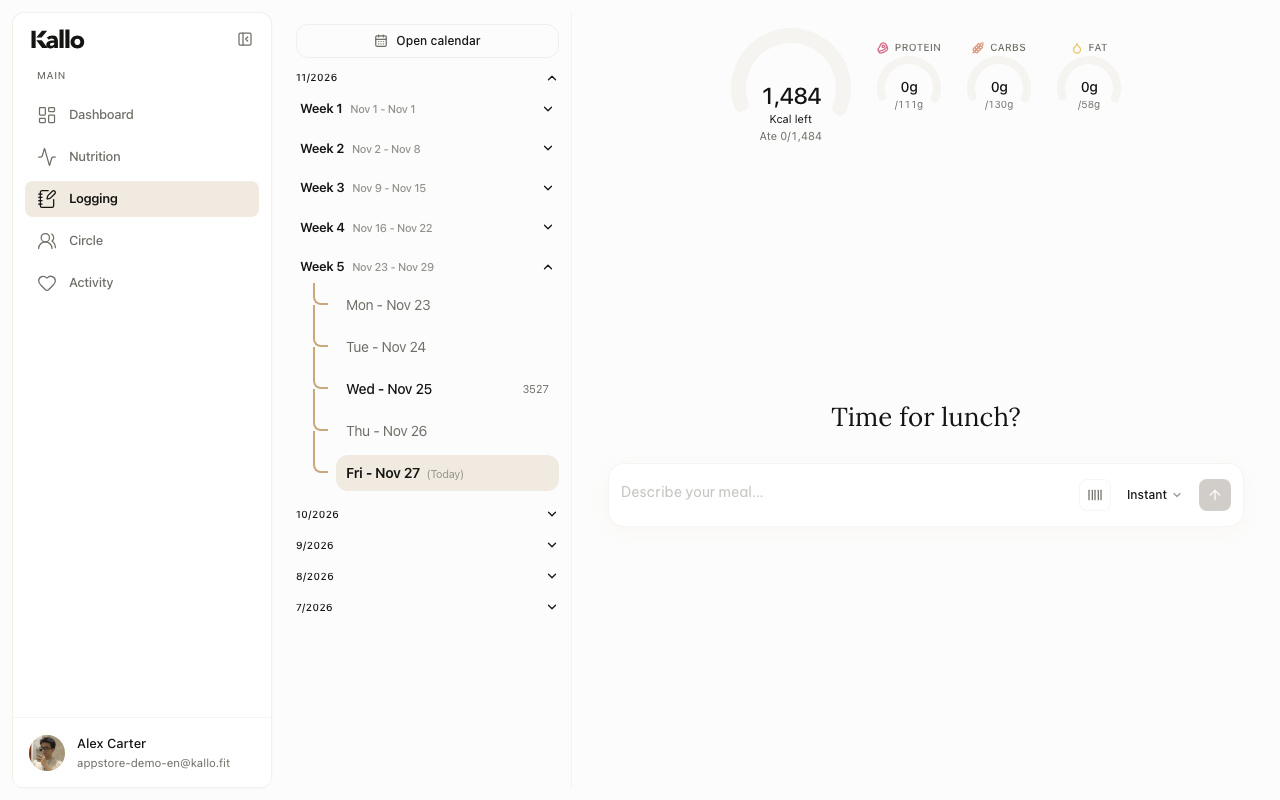 Kallo
MAIN
Dashboard
Nutrition
Logging
Circle
Activity
Alex Carter
appstore-demo-en@kallo.fit
Open calendar
11/2026
Week 1 Nov 1 - Nov 1
Week 2 Nov 2 - Nov 8
Week 3 Nov 9 - Nov 15
Week 4 Nov 16 - Nov 22
Week 5 Nov 23 - Nov 29
Mon - Nov 23
Tue - Nov 24
Wed - Nov 25 3527
Thu - Nov 26
Fri - Nov 27 (Today)
10/2026
9/2026
8/2026
7/2026
1,484
Kcal left
Ate 0/1,484
PROTEIN
0g
/111g
CARBS
0g
/130g
FAT
0g
/58g
Time for lunch?
Describe your meal...
Instant